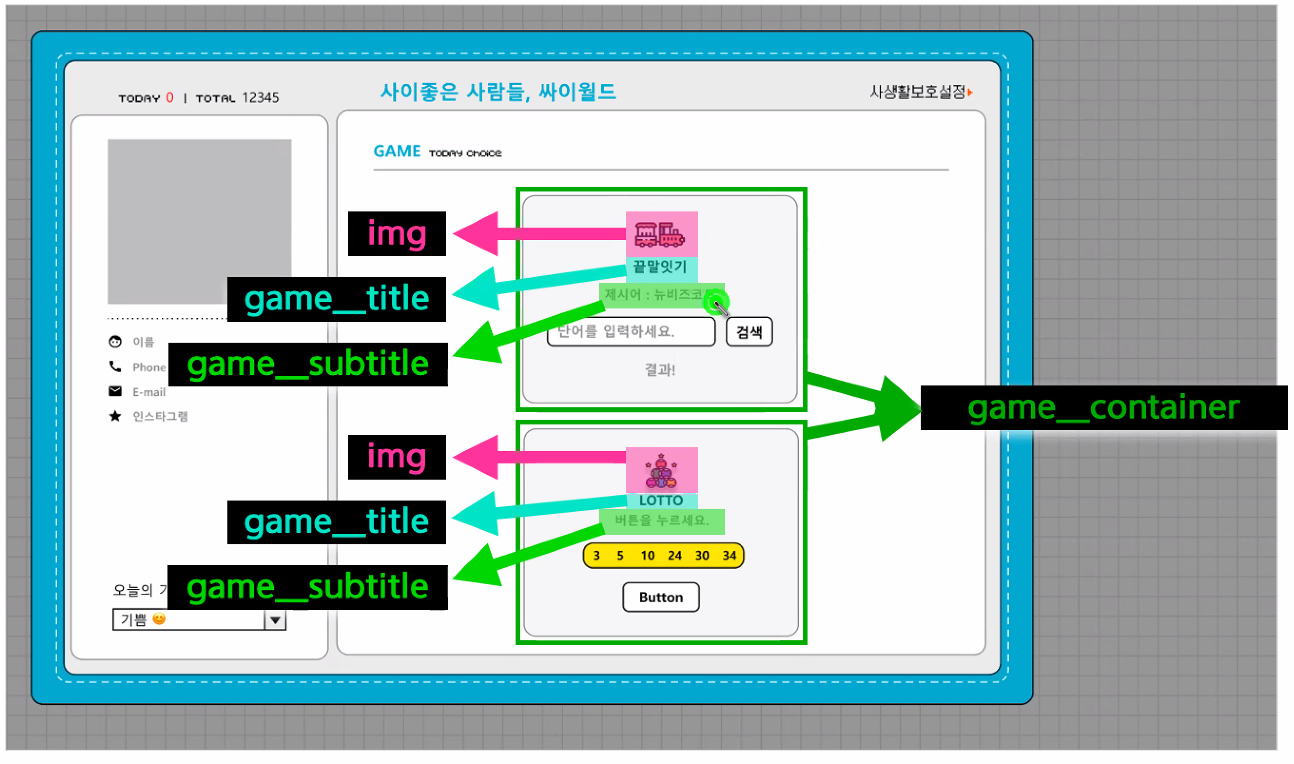 TODAY 0 | TOTAL 12345
사이좋은 사람들, 싸이월드
사생활보호설정
GAME TODAY CHOICE
img
끝말잇기
game__title
제시어 : 뉴비즈코
game__subtitle
단어를 입력하세요.
검색
결과!
이름
Phone
E-mail
인스타그램
game__container
img
LOTTO
game__title
버튼을 누르세요.
game__subtitle
3 5 10 24 30 34
Button
오늘의
기쁨